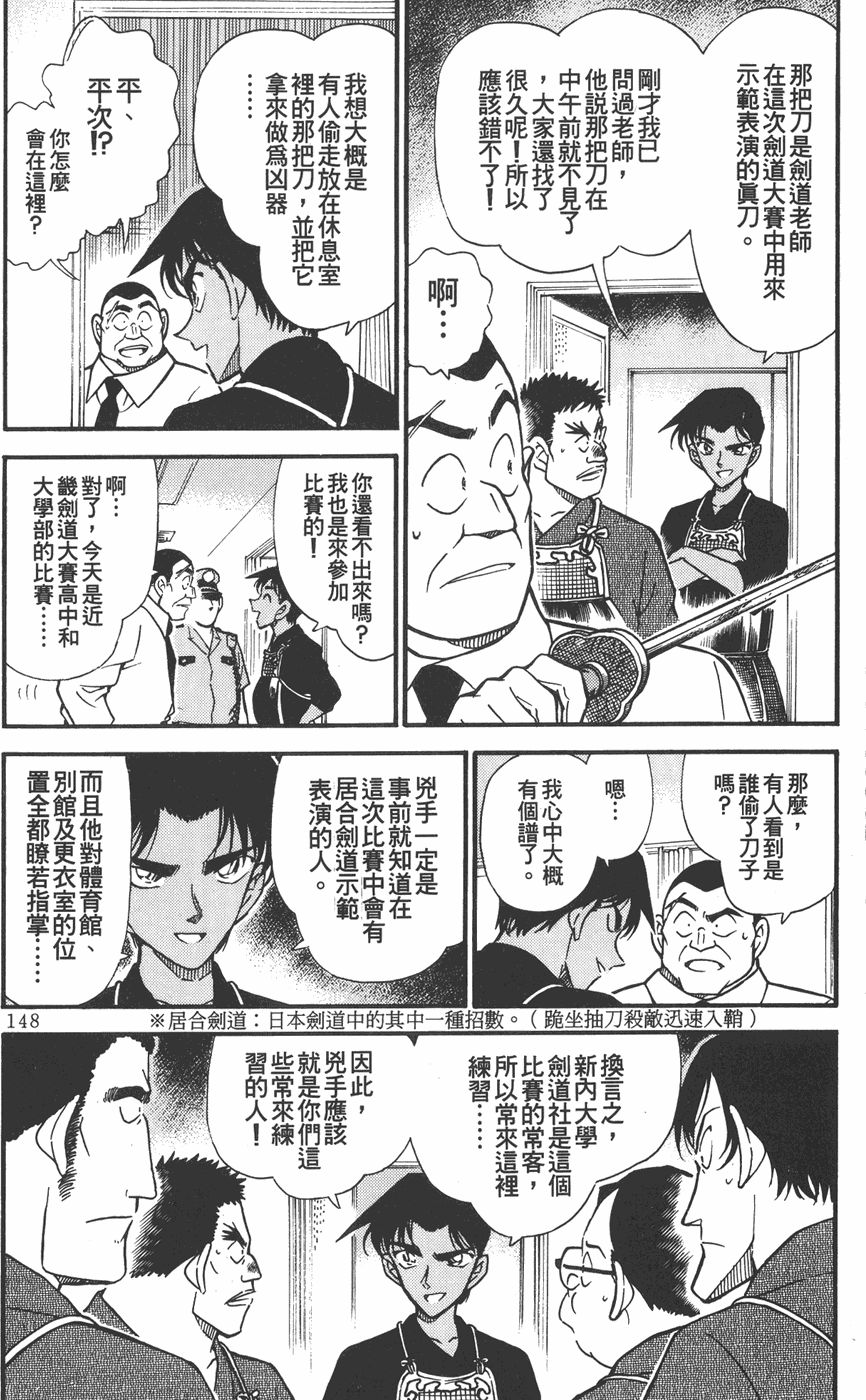 那把刀是劍道老師
在這次劍道大賽中用來
示範表演的眞刀。
剛才我已
問過老師，
他説那把刀在
中午前就不見了
，大家還找了
很久呢！所以
應該錯不了！
啊…
我想大概是
有人偷走放在休息室
裡的那把刀，並把它
拿來做爲凶器
……
平、
平次!?
你怎麼
會在這裡？
你還看不出來嗎？
我也是來參加
比賽的！
啊…
對了，今天是近
畿劍道大賽高中和
大學部的比賽……
那麼，
有人看到是
誰偷了刀子
嗎？
嗯…
我心中大概
有個譜了。
兇手一定是
事前就知道在
這次比賽中會有
居合劍道示範
表演的人。
而且他對體育館、
別館及更衣室的位
置全都瞭若指掌……
148
※居合劍道：日本劍道中的其中一種招數。（跪坐抽刀殺敵迅速入鞘）
換言之，
新內大學
劍道社是這個
比賽的常客，
所以常來這裡
練習……
因此，
兇手應該
就是你們這
些常來練
習的人！